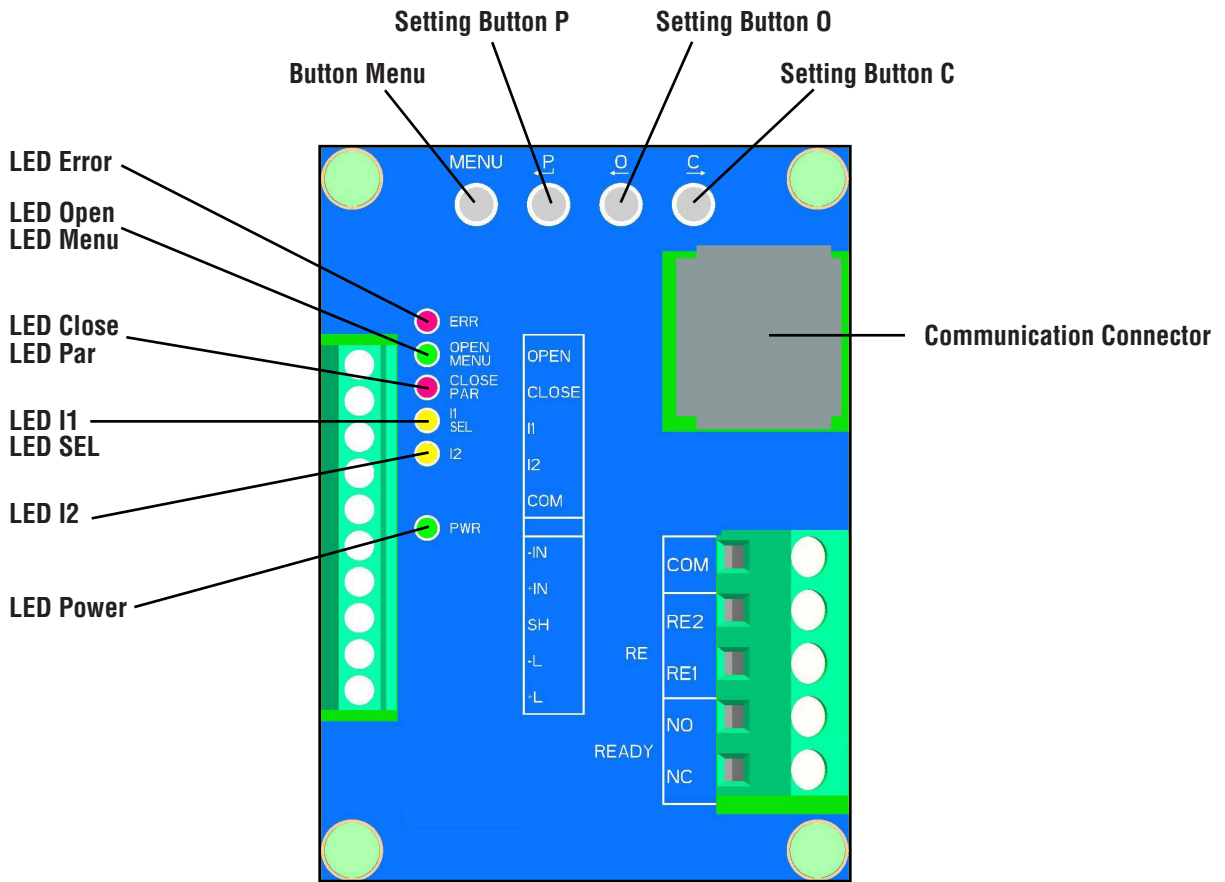 Setting Button P
Setting Button O
Button Menu
Setting Button C
LED Error
LED Open
LED Menu
LED Close
LED Par
LED I1
LED SEL
LED I2
LED Power
Communication Connector
MENU
P
O
C
ERR
OPEN
MENU
CLOSE
PAR
I1
SEL
I2
PWR
OPEN
CLOSE
I1
I2
COM
-IN
+IN
SH
-L
+L
COM
RE2
RE
RE1
NO
READY
NC